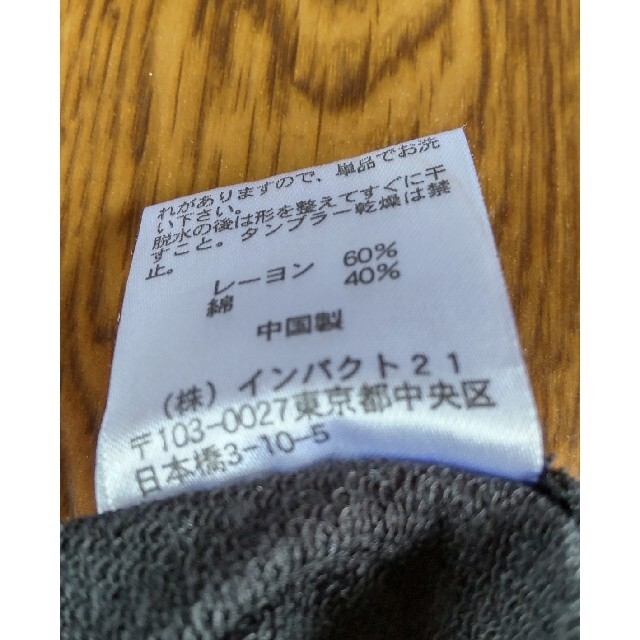 れがありますので、単品でお洗
い下さい。
脱水の後は形を整えてすぐに干
すこと。タンブラー乾燥は禁
止。
レーヨン 60%
綿 40%
中国製
(株)インパクト21
〒103-0027東京都中央区
日本橋3-10-5